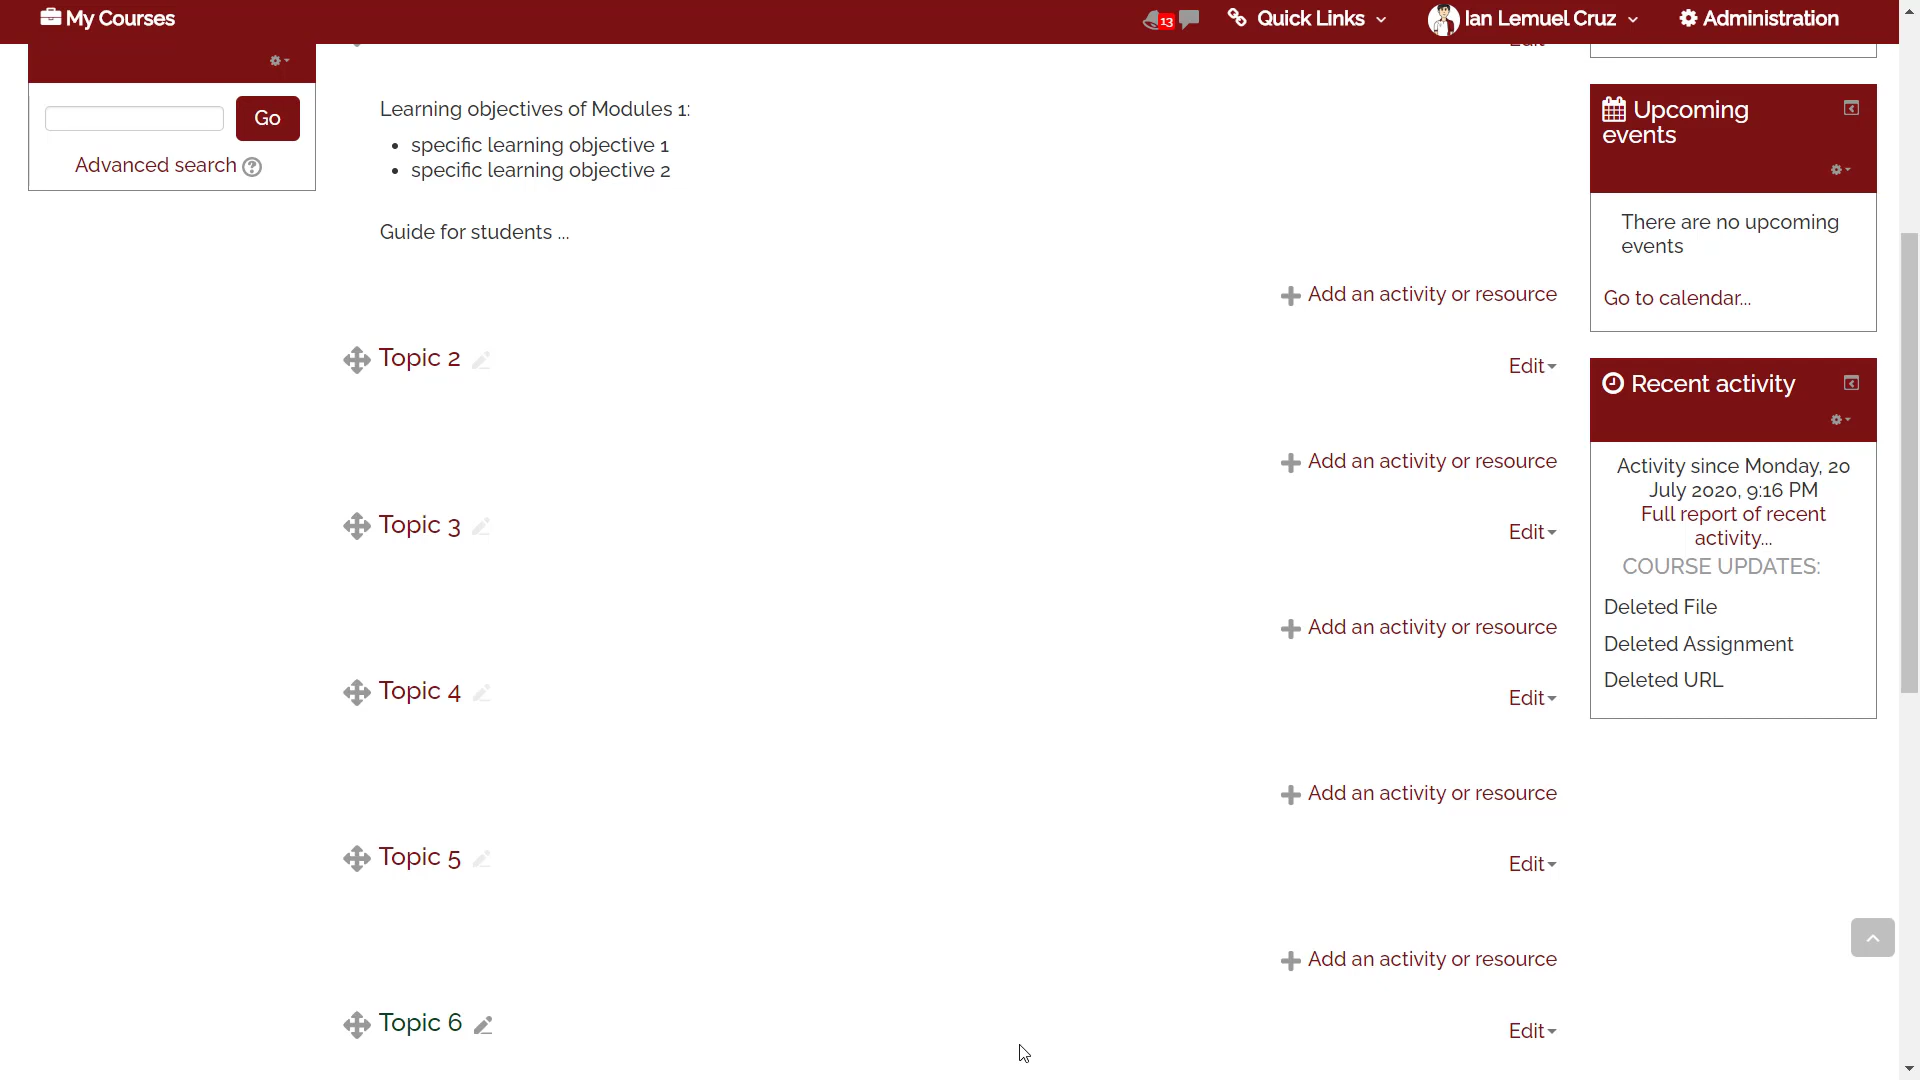 My Courses
13
Quick Links
Ian Lemuel Cruz
Administration
Go
Advanced search
Learning objectives of Modules 1:
• specific learning objective 1
• specific learning objective 2
Guide for students ...
Add an activity or resource
Topic 2
Edit
Add an activity or resource
Topic 3
Edit
Add an activity or resource
Topic 4
Edit
Add an activity or resource
Topic 5
Edit
Add an activity or resource
Topic 6
Edit
Upcoming
events
There are no upcoming
events
Go to calendar...
Recent activity
Activity since Monday, 20
July 2020, 9:16 PM
Full report of recent
activity...
COURSE UPDATES:
Deleted File
Deleted Assignment
Deleted URL